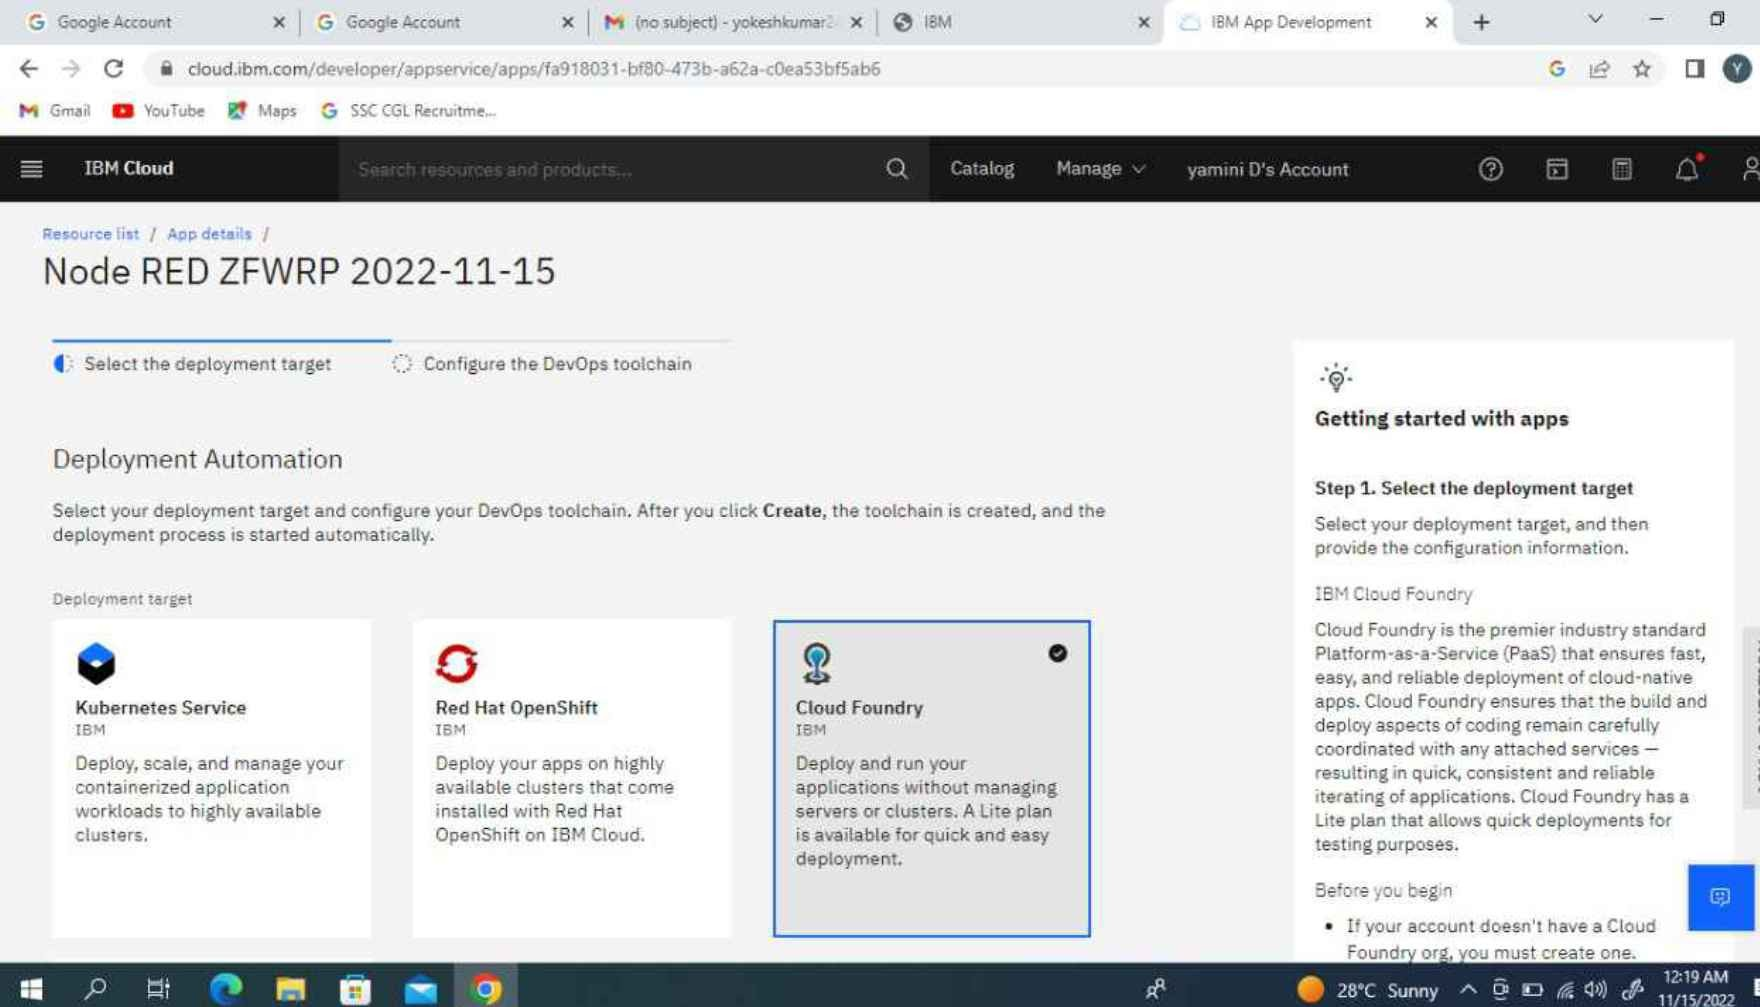 Google Account
Google Account
(no subject) - yokeshkumar2
IBM
IBM App Development
cloud.ibm.com/developer/appservice/apps/fa918031-bf80-473b-a62a-c0ea53bf5ab6
Y
Gmail
YouTube
Maps
SSC CGL Recruitme...
IBM Cloud
Search resources and products...
Catalog
Manage
yamini D's Account
Resource list / App details /
Node RED ZFWRP 2022-11-15
Select the deployment target
Configure the DevOps toolchain
Deployment Automation
Select your deployment target and configure your DevOps toolchain. After you click Create, the toolchain is created, and the
deployment process is started automatically.
Deployment target
Kubernetes Service
IBM
Deploy, scale, and manage your
containerized application
workloads to highly available
clusters.
Red Hat OpenShift
IBM
Deploy your apps on highly
available clusters that come
installed with Red Hat
OpenShift on IBM Cloud.
Cloud Foundry
IBM
Deploy and run your
applications without managing
servers or clusters. A Lite plan
is available for quick and easy
deployment.
Getting started with apps
Step 1. Select the deployment target
Select your deployment target, and then
provide the configuration information.
IBM Cloud Foundry
Cloud Foundry is the premier industry standard
Platform-as-a-Service (PaaS) that ensures fast,
easy, and reliable deployment of cloud-native
apps. Cloud Foundry ensures that the build and
deploy aspects of coding remain carefully
coordinated with any attached services —
resulting in quick, consistent and reliable
iterating of applications. Cloud Foundry has a
Lite plan that allows quick deployments for
testing purposes.
Before you begin
• If your account doesn't have a Cloud
Foundry org, you must create one.
28°C Sunny
12:19 AM
11/15/2022